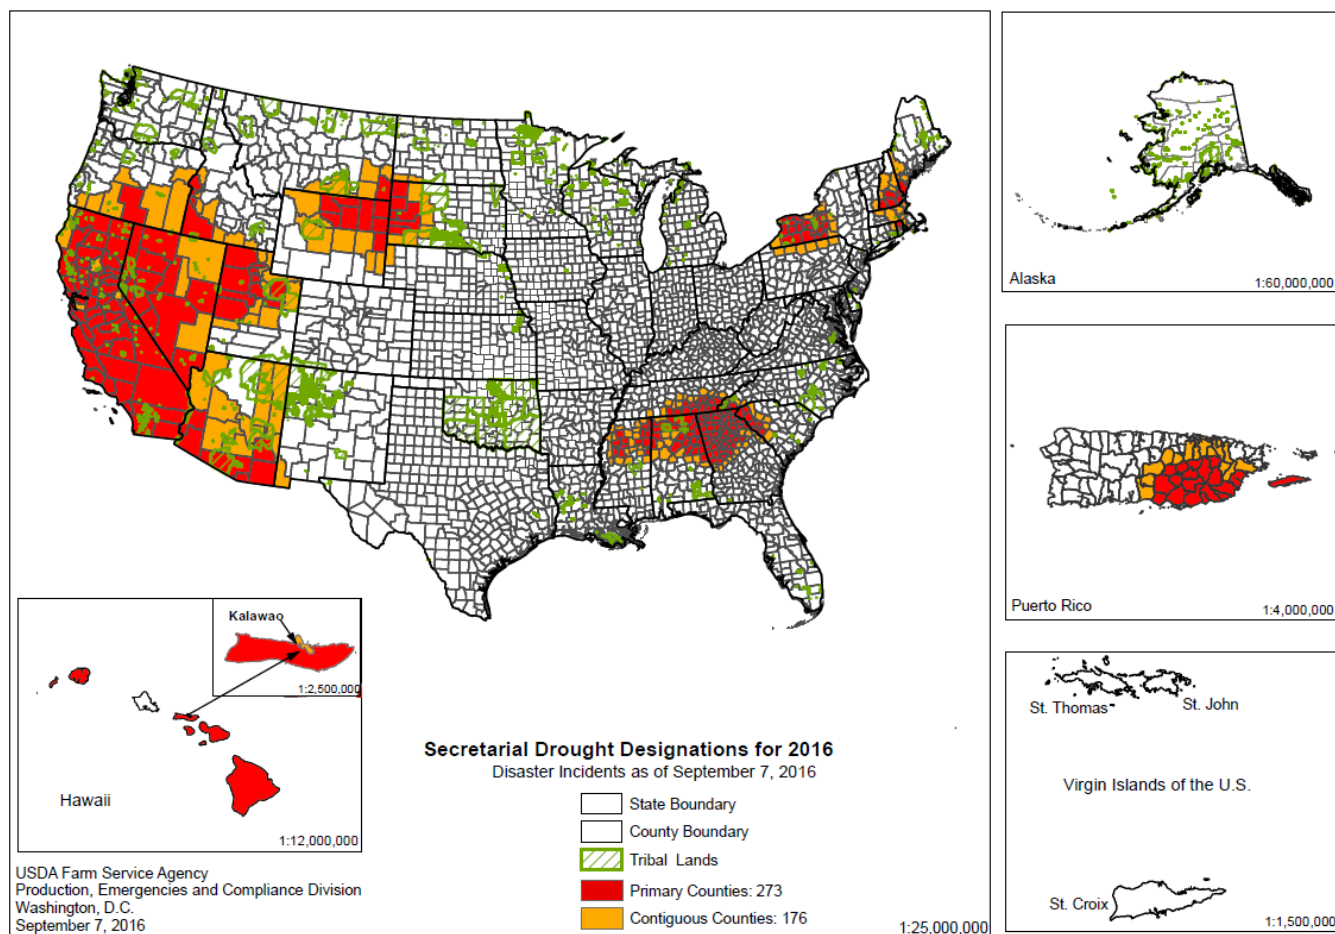 Alaska
1:60,000,000
Puerto Rico
1:4,000,000
Kalawao
1:2,500,000
Hawaii
1:12,000,000
Secretarial Drought Designations for 2016
Disaster Incidents as of September 7, 2016
State Boundary
County Boundary
Tribal Lands
Primary Counties: 273
Contiguous Counties: 176
1:25,000,000
USDA Farm Service Agency
Production, Emergencies and Compliance Division
Washington, D.C.
September 7, 2016
St. Thomas
St. John
Virgin Islands of the U.S.
St. Croix
1:1,500,000